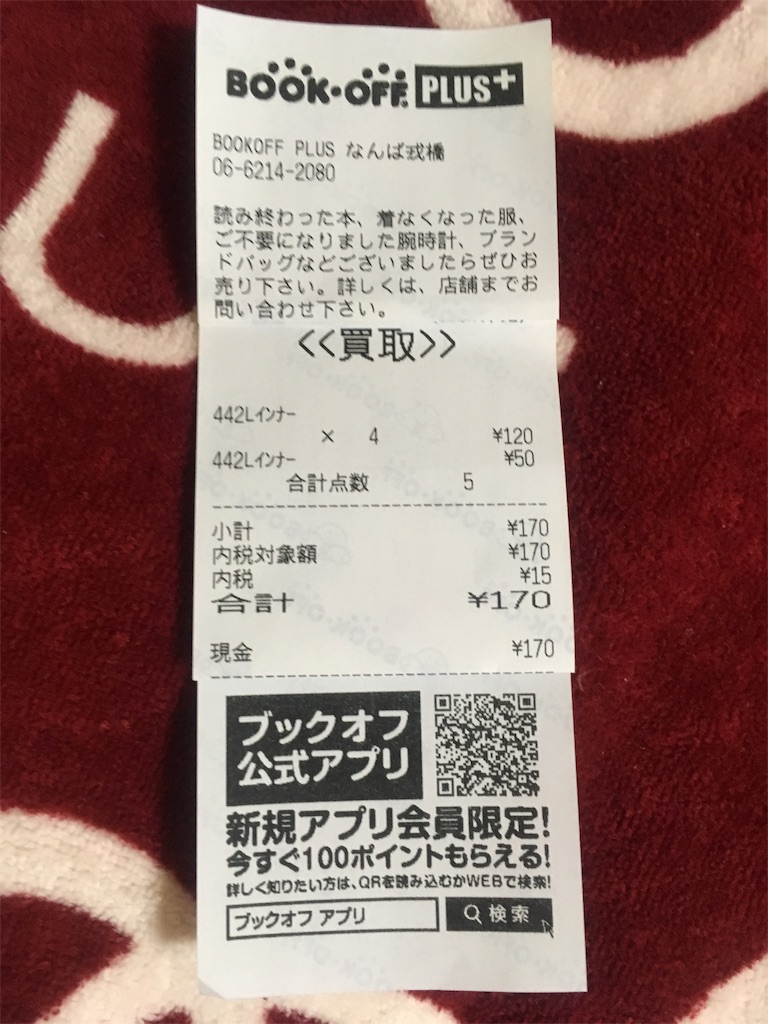 BOOK・OFF PLUS+
BOOKOFF PLUS なんば戎橋
06-6214-2080
読み終わった本、着なくなった服、
ご不要になりました腕時計、ブラン
ドバッグなどございましたらぜひお
売り下さい。詳しくは、店舗までお
問い合わせ下さい。
<<買取>>
442Lインナー
× 4 ¥120
442Lインナー ¥50
合計点数 5
小計 ¥170
内税対象額 ¥170
内税 ¥15
合計 ¥170
現金 ¥170
ブックオフ
公式アプリ
新規アプリ会員限定!
今すぐ100ポイントもらえる!
詳しく知りたい方は、QRを読み込むかWEBで検索!
ブックオフ アプリ 検索